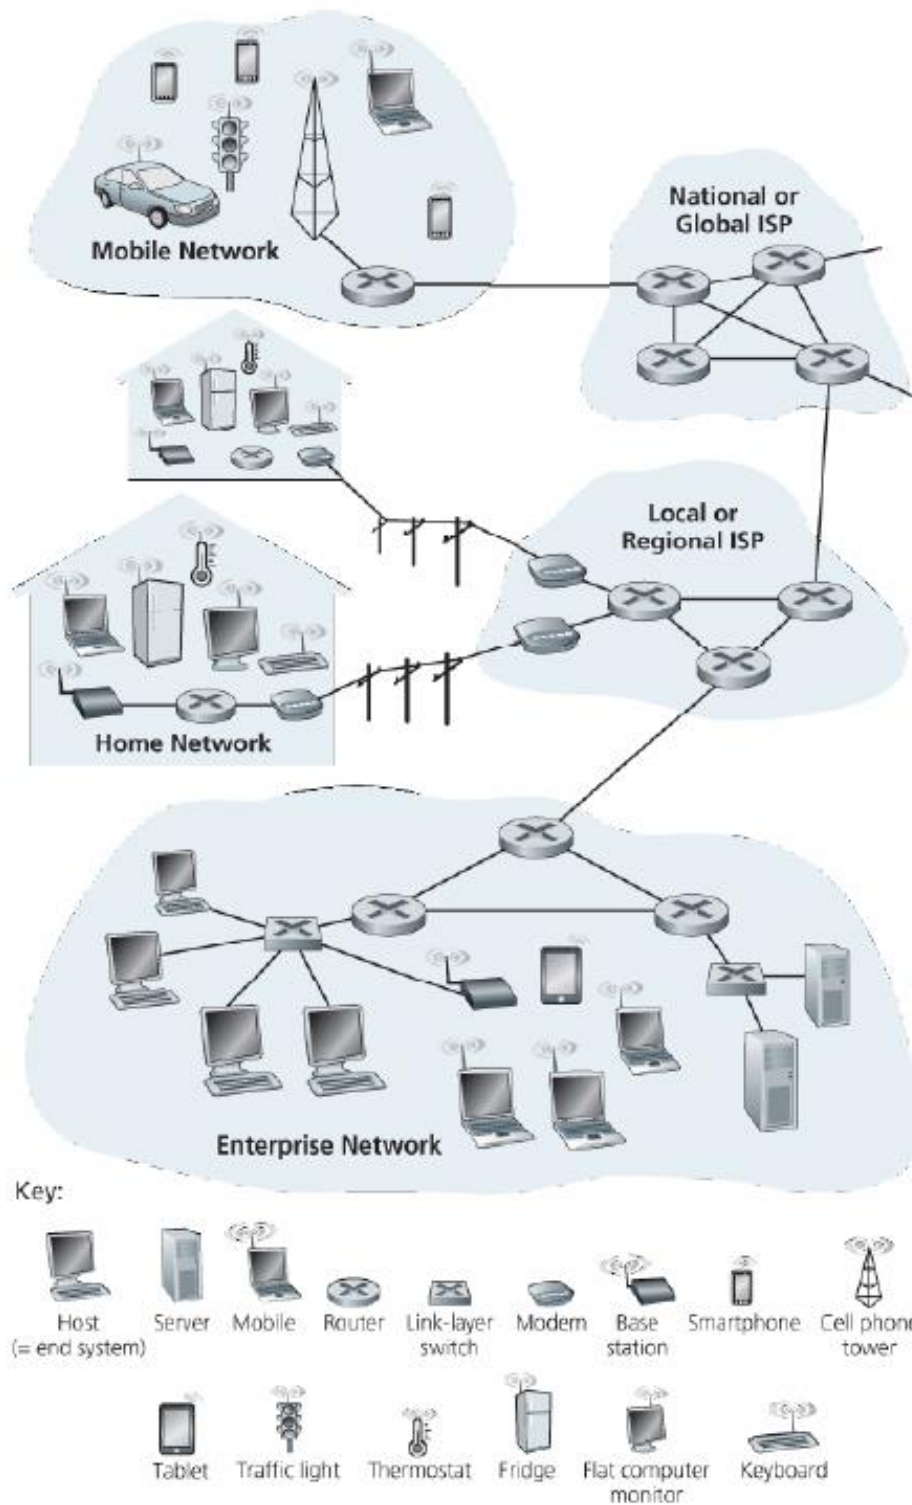 National or
Global ISP
Mobile Network
Local or
Regional ISP
Home Network
Enterprise Network
Key:
Host
(= end system)
Server
Mobile
Router
Link-layer
switch
Modem
Base
station
Smartphone
Cell phone
tower
Tablet
Traffic light
Thermostat
Fridge
Flat computer
monitor
Keyboard